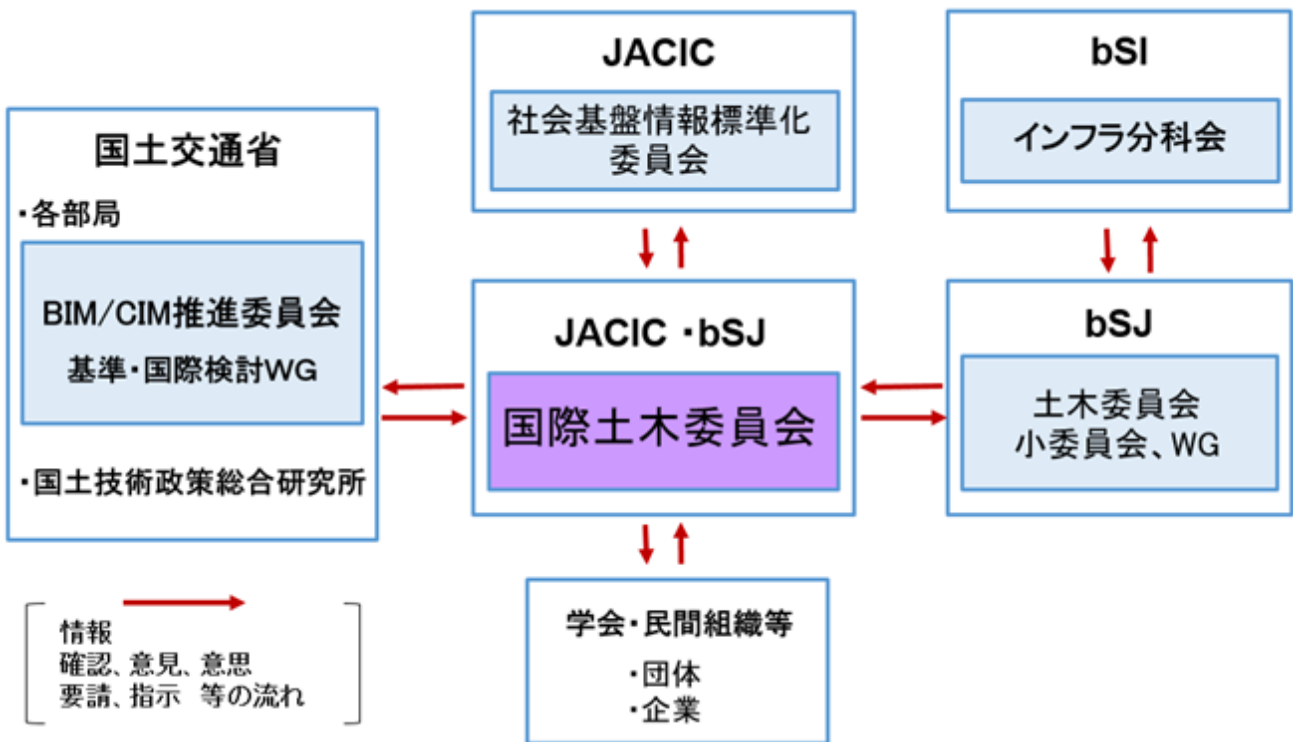 JACIC
社会基盤情報標準化
委員会
bSI
インフラ分科会
国土交通省
・各部局
BIM/CIM推進委員会
基準・国際検討WG
・国土技術政策総合研究所
JACIC ・bSJ
国際土木委員会
bSJ
土木委員会
小委員会、WG
情報
確認、意見、意思
要請、指示 等の流れ
学会・民間組織等
・団体
・企業